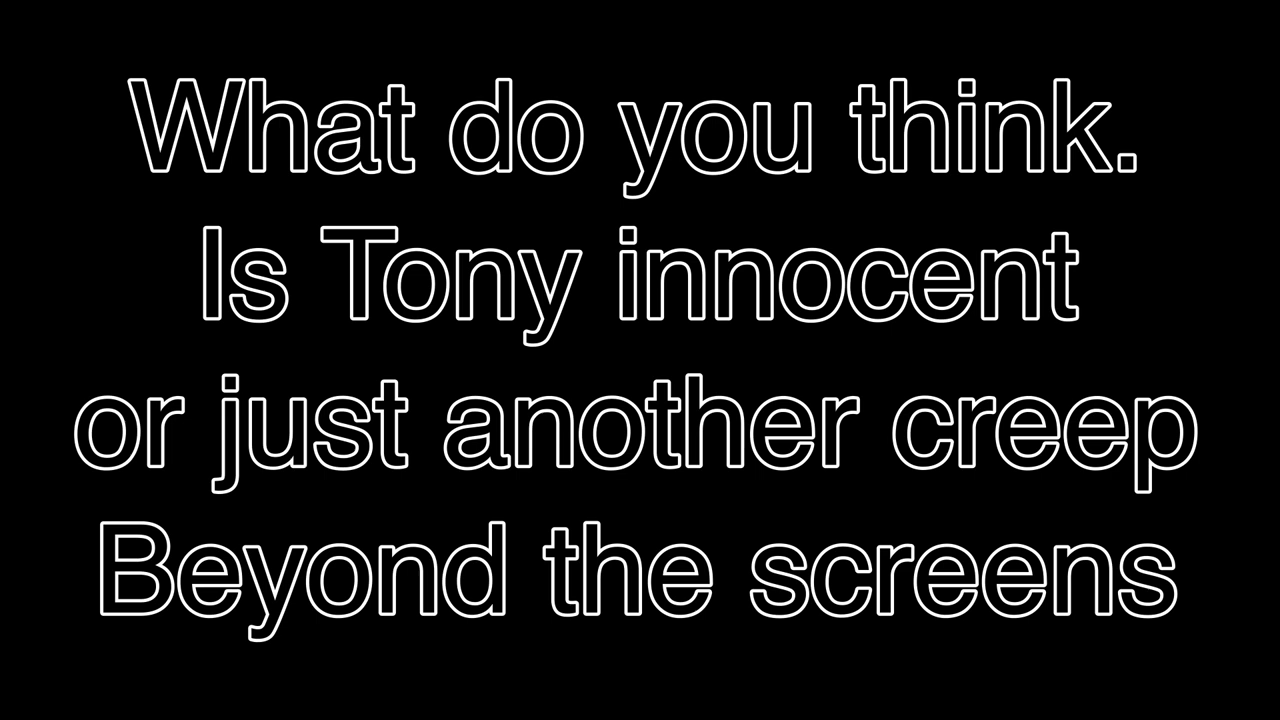 What do you think.
Is Tony innocent
or just another creep
Beyond the screens